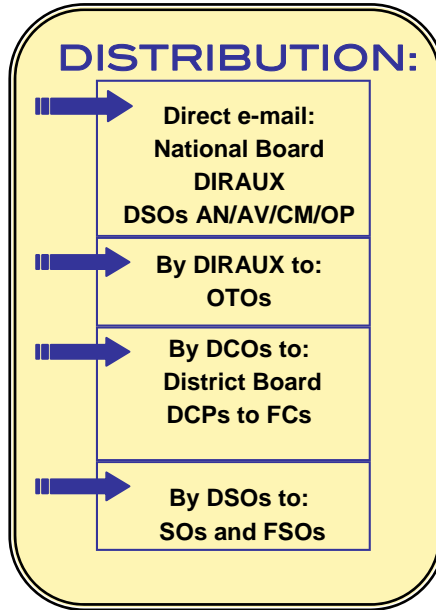 DISTRIBUTION:
Direct e-mail:
National Board
DIRAUX
DSOs AN/AV/CM/OP
By DIRAUX to:
OTOs
By DCOs to:
District Board
DCPs to FCs
By DSOs to:
SOs and FSOs